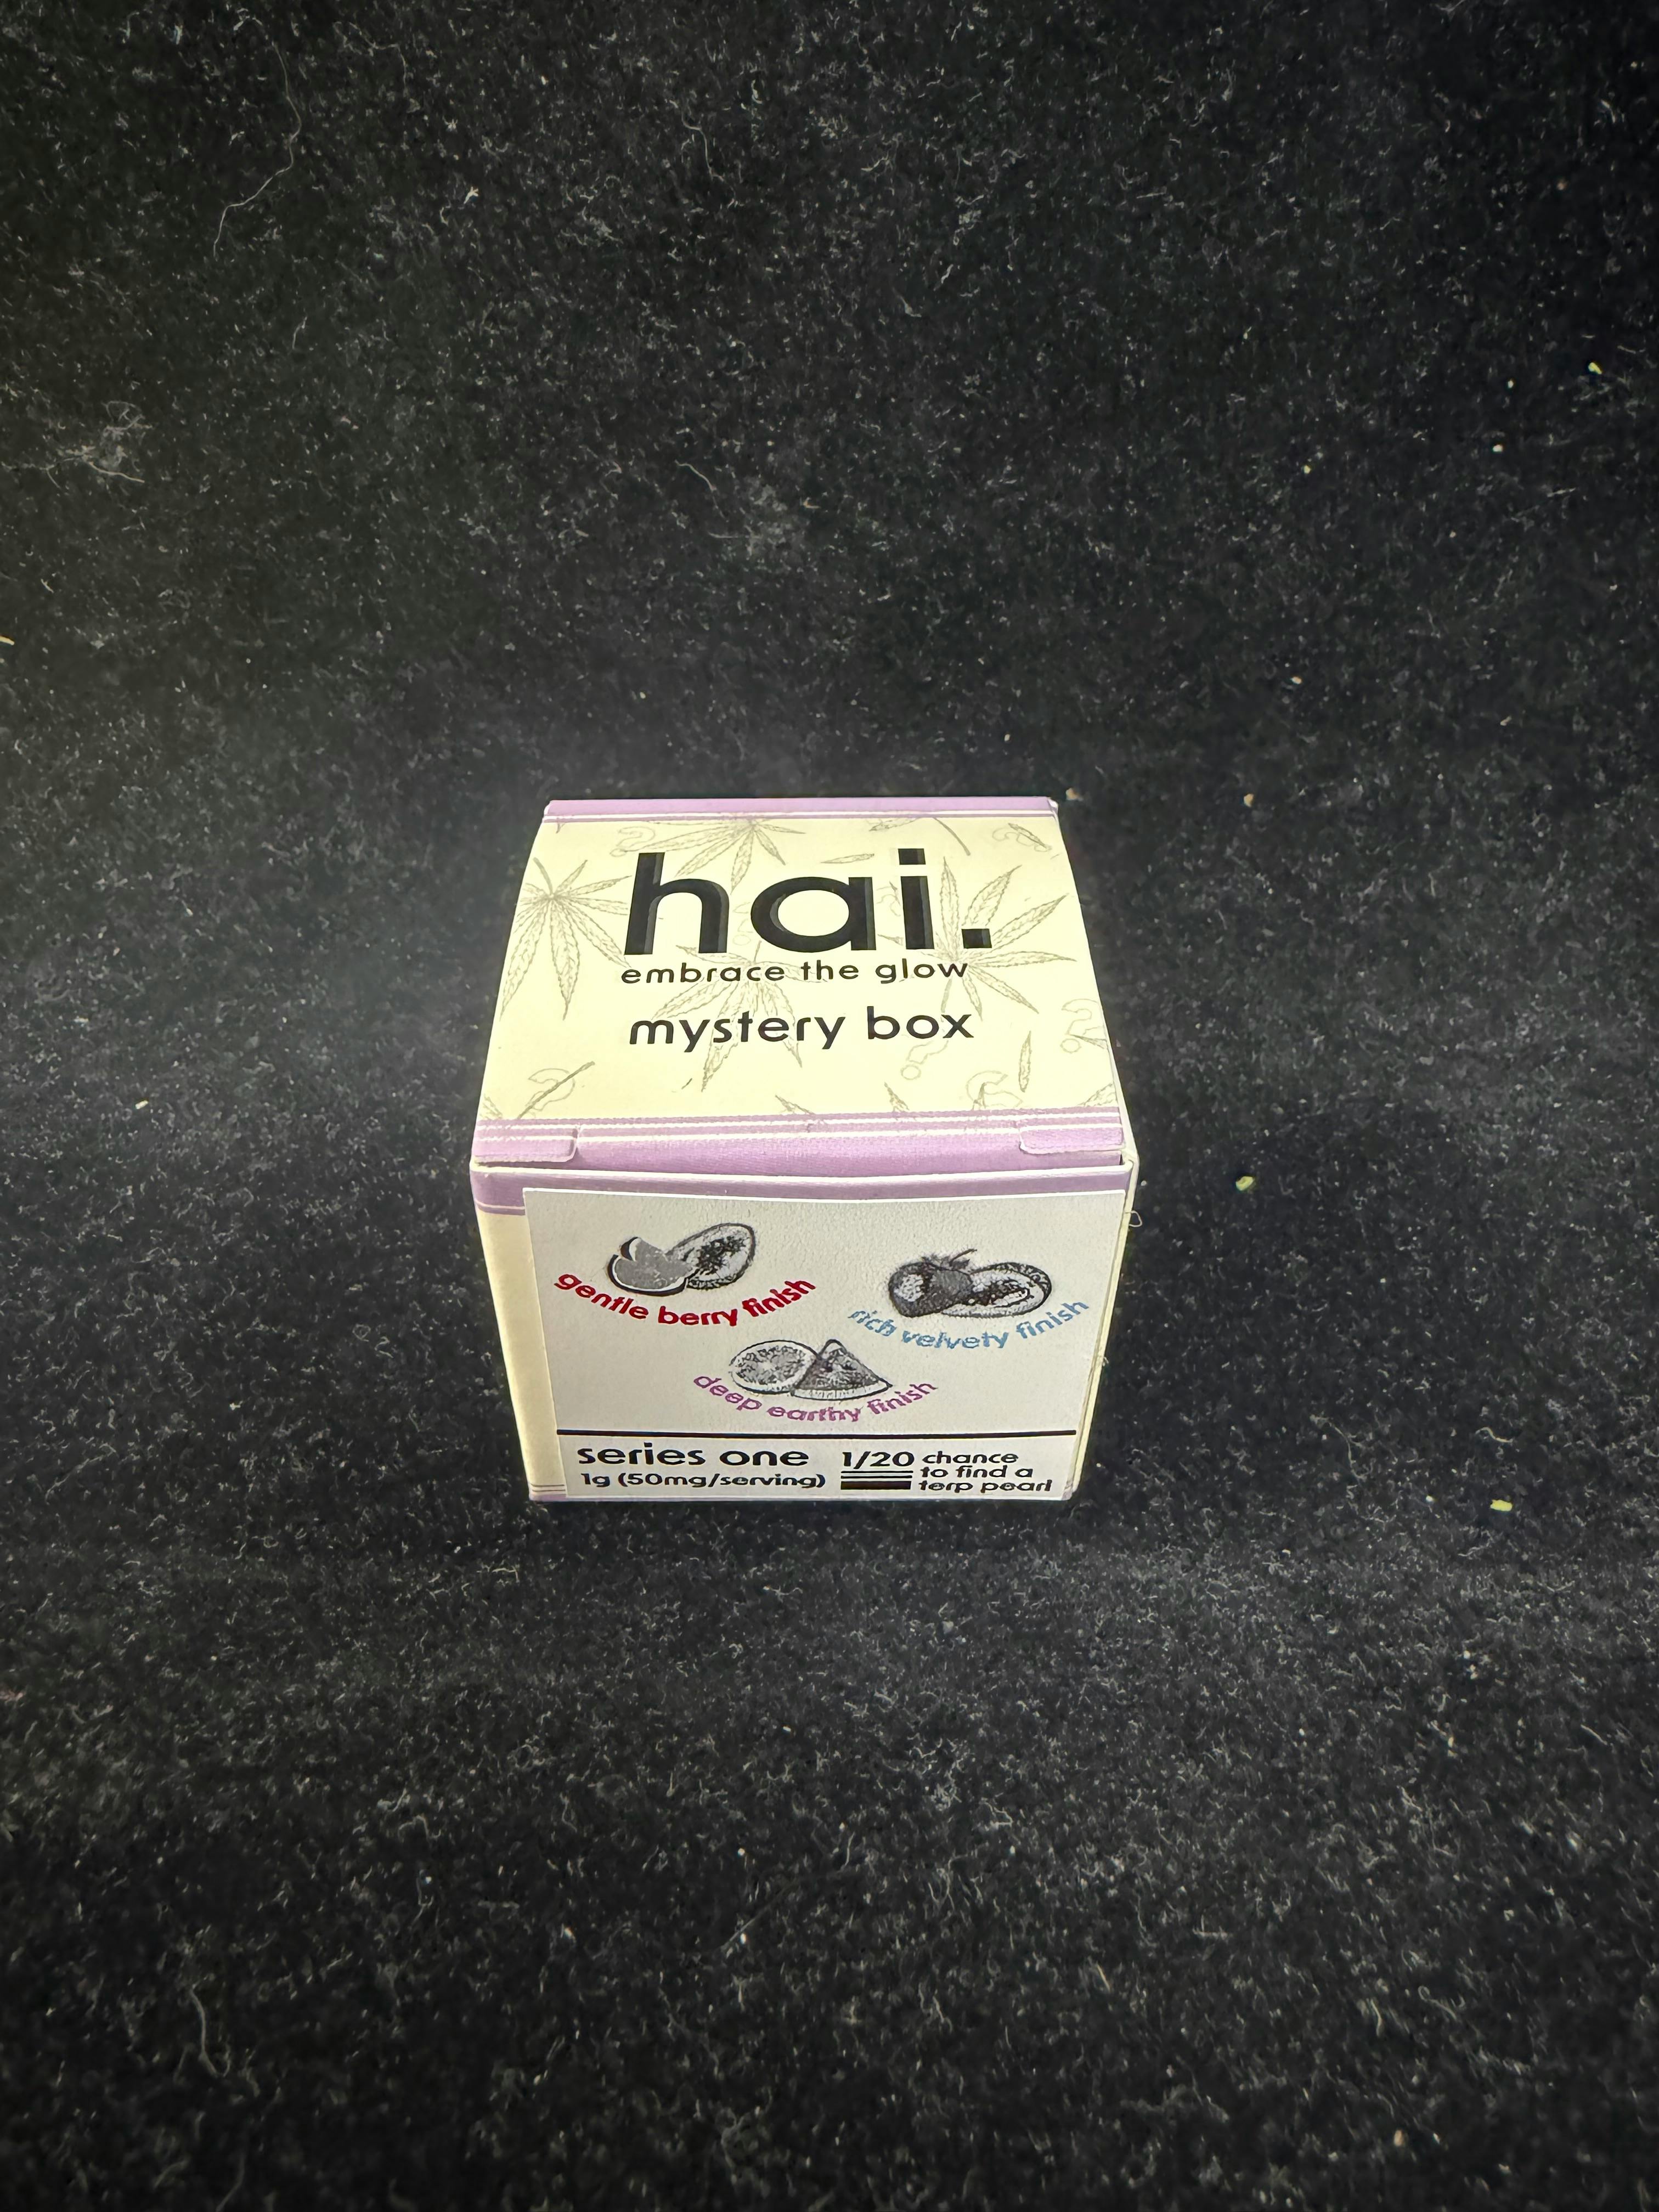 hai.
embrace the glow
mystery box
gentle berry finish
rich velvety finish
deep earthy finish
series one
1g (50mg/serving)
1/20 chance
to find a
terp pearl